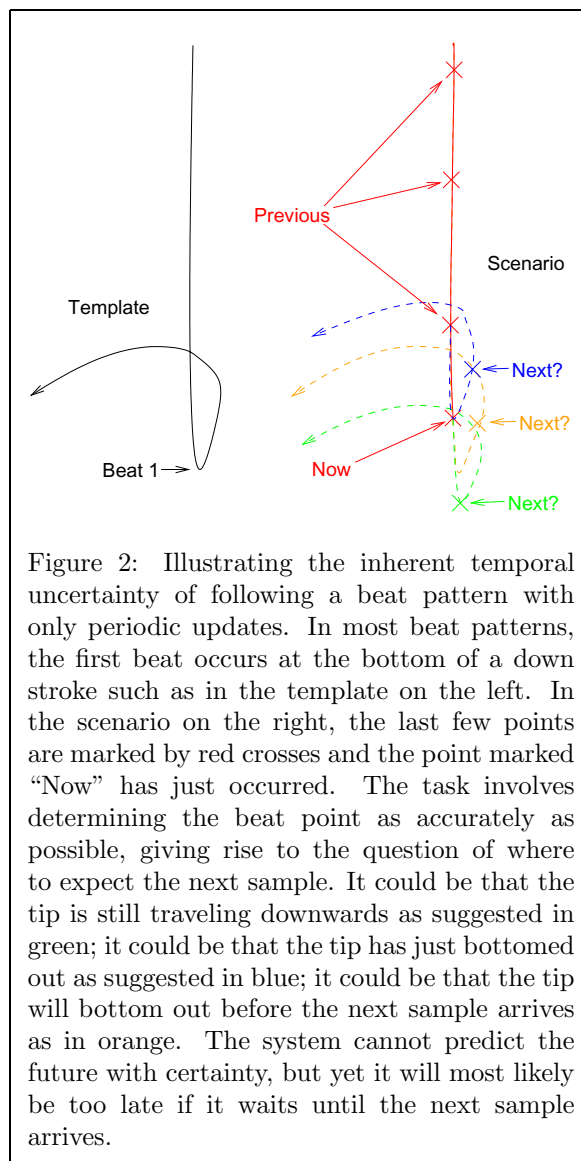 Previous
Scenario
Template
Next?
Next?
Beat 1
Now
Next?
Figure 2: Illustrating the inherent temporal
uncertainty of following a beat pattern with
only periodic updates. In most beat patterns,
the first beat occurs at the bottom of a down
stroke such as in the template on the left. In
the scenario on the right, the last few points
are marked by red crosses and the point marked
“Now” has just occurred. The task involves
determining the beat point as accurately as
possible, giving rise to the question of where
to expect the next sample. It could be that the
tip is still traveling downwards as suggested in
green; it could be that the tip has just bottomed
out as suggested in blue; it could be that the tip
will bottom out before the next sample arrives
as in orange. The system cannot predict the
future with certainty, but yet it will most likely
be too late if it waits until the next sample
arrives.